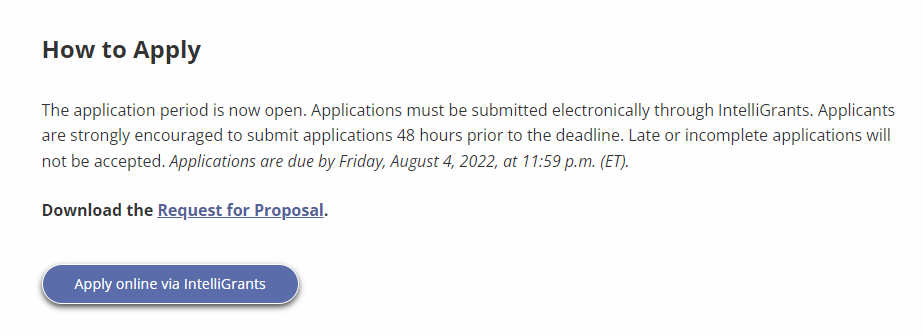 How to Apply
The application period is now open. Applications must be submitted electronically through IntelliGrants. Applicants
are strongly encouraged to submit applications 48 hours prior to the deadline. Late or incomplete applications will
not be accepted. Applications are due by Friday, August 4, 2022, at 11:59 p.m. (ET).
Download the Request for Proposal.
Apply online via IntelliGrants